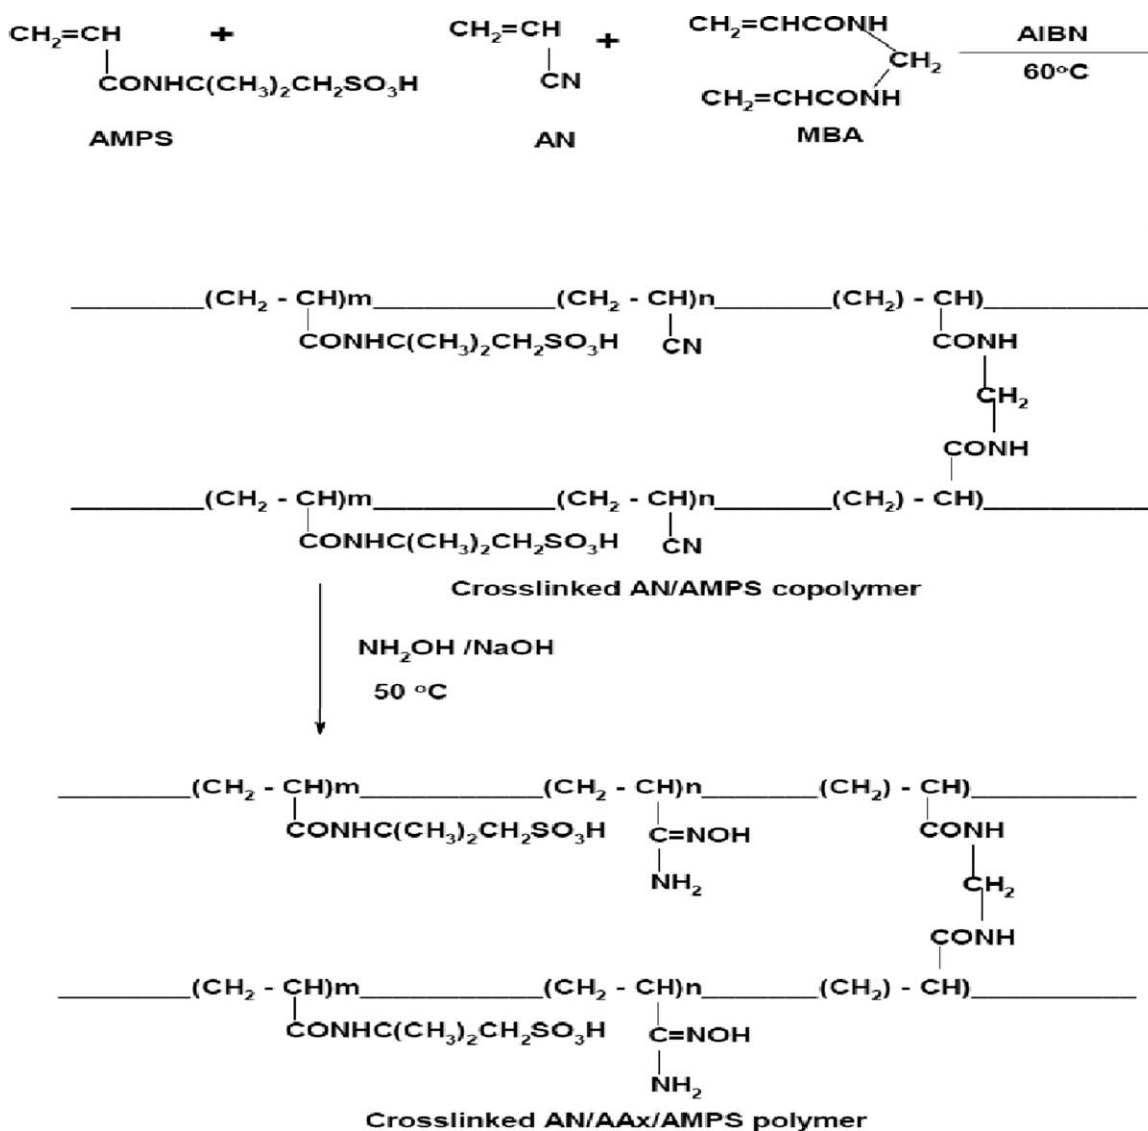 CH₂=CH + CH₂=CH + CH₂=CHCONH AIBN
CH₂
CONHC(CH₃)₂CH₂SO₃H CN CH₂=CHCONH 60°C
AMPS AN MBA
(CH₂ - CH)m (CH₂ - CH)n (CH₂) - CH)
CONHC(CH₃)₂CH₂SO₃H CN CONH
CH₂
CONH
(CH₂ - CH)m (CH₂ - CH)n (CH₂) - CH)
CONHC(CH₃)₂CH₂SO₃H CN
Crosslinked AN/AMPS copolymer
NH₂OH /NaOH
50 °C
(CH₂ - CH)m (CH₂ - CH)n (CH₂) - CH)
CONHC(CH₃)₂CH₂SO₃H C=NOH CONH
NH₂ CH₂
CONH
(CH₂ - CH)m (CH₂ - CH)n (CH₂) - CH)
CONHC(CH₃)₂CH₂SO₃H C=NOH
NH₂
Crosslinked AN/AAx/AMPS polymer